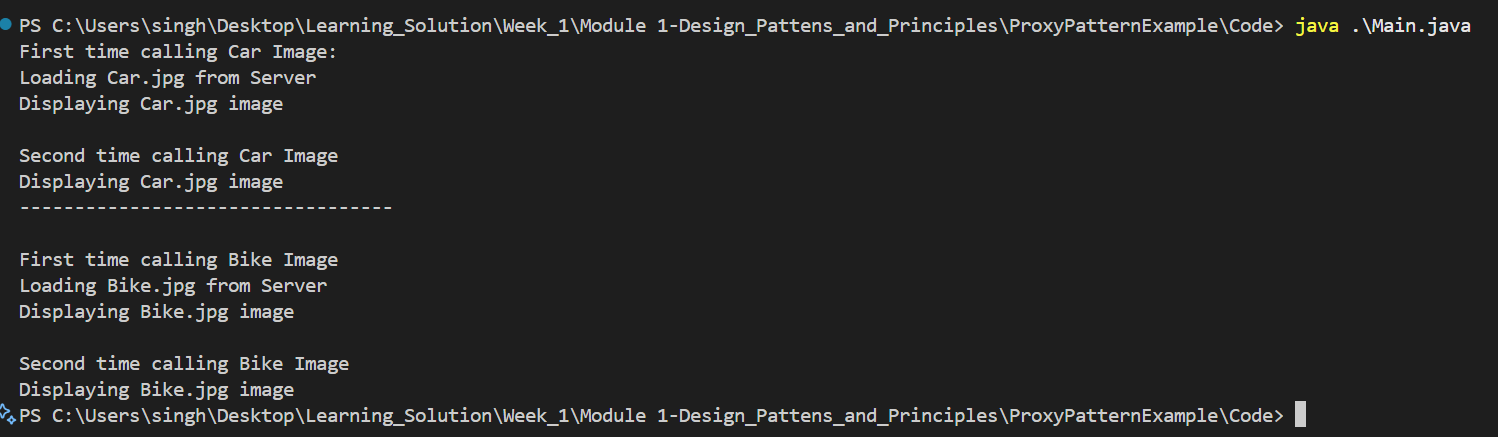 PS C:\Users\singh\Desktop\Learning_Solution\Week_1\Module 1-Design_Pattens_and_Principles\ProxyPatternExample\Code> java .\Main.java
First time calling Car Image:
Loading Car.jpg from Server
Displaying Car.jpg image
Second time calling Car Image
Displaying Car.jpg image
----------------------------------
First time calling Bike Image
Loading Bike.jpg from Server
Displaying Bike.jpg image
Second time calling Bike Image
Displaying Bike.jpg image
PS C:\Users\singh\Desktop\Learning_Solution\Week_1\Module 1-Design_Pattens_and_Principles\ProxyPatternExample\Code>